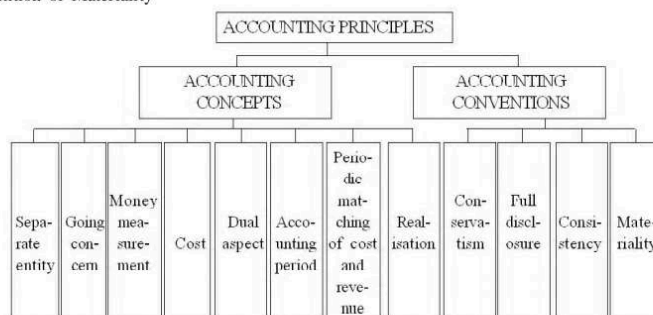 of Materiality
ACCOUNTING PRINCIPLES
ACCOUNTING
CONCEPTS
ACCOUNTING
CONVENTIONS
Sepa-
rate
entity
Going
con-
cern
Money
mea-
sure-
ment
Cost
Dual
aspect
Acco-
unting
period
Perio-
dic
mat-
ching
of cost
and
reve-
nue
Real-
isation
Con-
serva-
tism
Full
discl-
osure
Consi-
stency
Mate-
riality